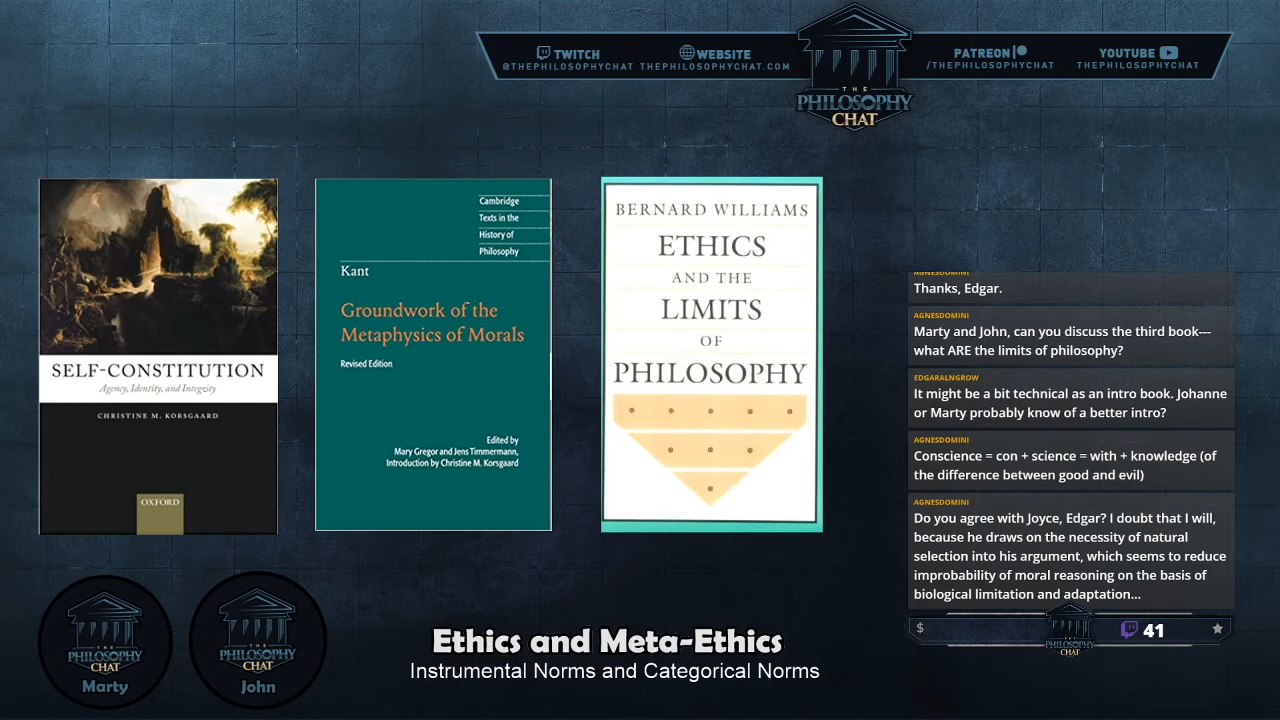 TWITCH
@THEPHILOSOPHYCHAT
WEBSITE
THEPHILOSOPHYCHAT.COM
THE
PHILOSOPHY
CHAT
PATREON
/THEPHILOSOPHYCHAT
YOUTUBE
THEPHILOSOPHYCHAT
SELF-CONSTITUTION
Agency, Identity, and Integrity
CHRISTINE M. KORSGAARD
OXFORD
Cambridge
Texts in the
History of
Philosophy
Kant
Groundwork of the
Metaphysics of Morals
Revised Edition
Edited by
Mary Gregor and Jens Timmermann,
Introduction by Christine M. Korsgaard
BERNARD WILLIAMS
ETHICS
AND THE
LIMITS
OF
PHILOSOPHY
AGNESDOMINI
Thanks, Edgar.
AGNESDOMINI
Marty and John, can you discuss the third book---
what ARE the limits of philosophy?
EDGARALNGROW
It might be a bit technical as an intro book. Johanne
or Marty probably know of a better intro?
AGNESDOMINI
Conscience = con + science = with + knowledge (of
the difference between good and evil)
AGNESDOMINI
Do you agree with Joyce, Edgar? I doubt that I will,
because he draws on the necessity of natural
selection into his argument, which seems to reduce
improbability of moral reasoning on the basis of
biological limitation and adaptation...
$
THE
PHILOSOPHY
CHAT
41
THE
PHILOSOPHY
CHAT
Marty
THE
PHILOSOPHY
CHAT
John
Ethics and Meta-Ethics
Instrumental Norms and Categorical Norms